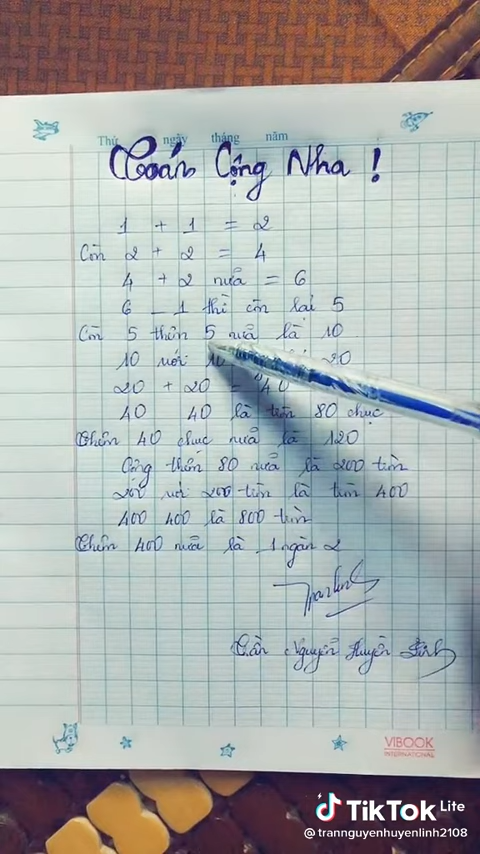 Thứ ngày tháng năm
Toán Cộng Nha !
1 + 1 = 2
Còn 2 + 2 = 4
4 + 2 nữa = 6
6 - 1 thì còn lại 5
Còn 5 thêm 5 nữa là 10
10 với 10 20
20 + 20 = 40
40 40 là tiền 80 chục
Thêm 40 chục nữa là 120
Cộng thêm 80 nữa là 200 tiền
200 với 200 tiền là tiền 400
400 400 là 800 tiền
Thêm 400 nữa là 1 ngàn 2
Trần Nguyễn Huyền Linh
VIBOOK
INTERNATIONAL
TikTok Lite
@trannguyenhuyenlinh2108